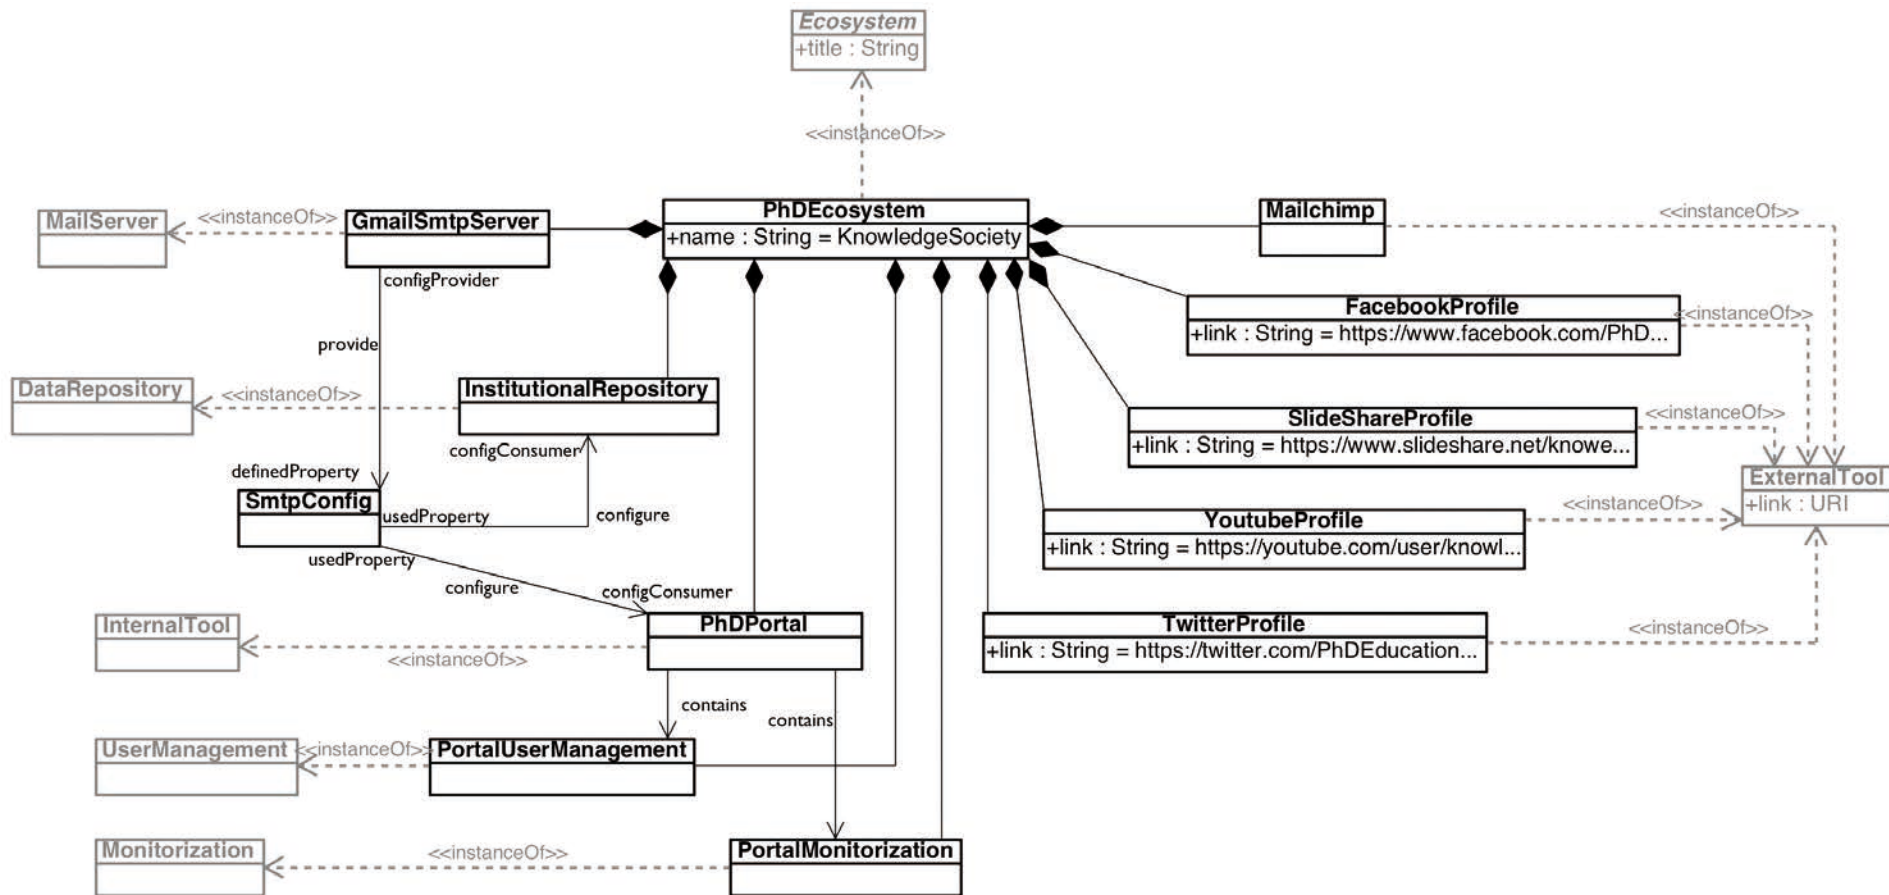 Ecosystem
+title : String
<<instanceOf>>
MailServer
<<instanceOf>>
GmailSmtpServer
PhDEcosystem
+name : String = KnowledgeSociety
Mailchimp
<<instanceOf>>
configProvider
provide
FacebookProfile
+link : String = https://www.facebook.com/PhD...
<<instanceOf>>
DataRepository
<<instanceOf>>
InstitutionalRepository
configConsumer
SlideShareProfile
+link : String = https://www.slideshare.net/knowe...
<<instanceOf>>
definedProperty
SmtpConfig
usedProperty
configure
usedProperty
configure
configConsumer
ExternalTool
+link : URI
YoutubeProfile
+link : String = https://youtube.com/user/knowl...
<<instanceOf>>
InternalTool
<<instanceOf>>
PhDPortal
TwitterProfile
+link : String = https://twitter.com/PhDEducation...
<<instanceOf>>
contains
contains
UserManagement
<<instanceOf>>
PortalUserManagement
Monitorization
<<instanceOf>>
PortalMonitorization